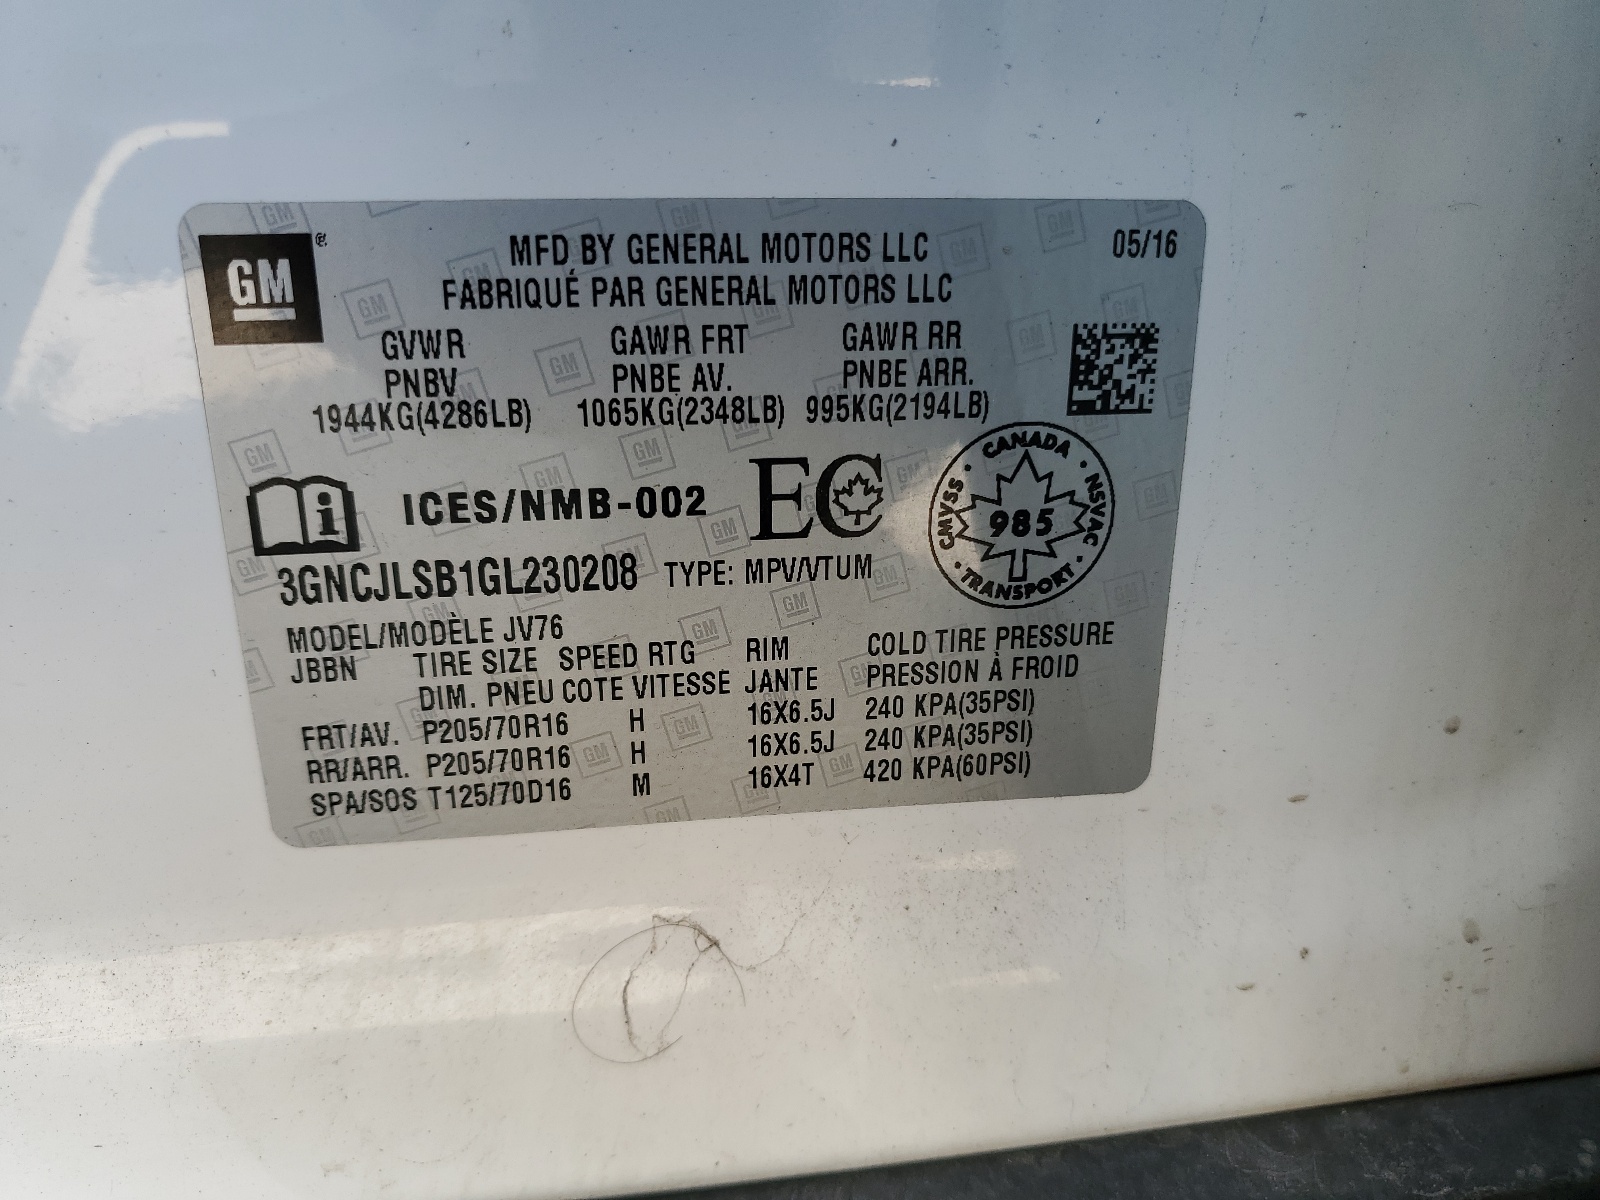 GM
MFD BY GENERAL MOTORS LLC 05/16
FABRIQUÉ PAR GENERAL MOTORS LLC
GVWR GAWR FRT GAWR RR
PNBV PNBE AV. PNBE ARR.
1944KG(4286LB) 1065KG(2348LB) 995KG(2194LB)
i ICES/NMB-002 EC
CANADA · NSVAC · TRANSPORT · CMVSS ·
985
3GNCJLSB1GL230208 TYPE: MPV/VTUM
MODEL/MODÈLE JV76
JBBN TIRE SIZE SPEED RTG RIM COLD TIRE PRESSURE
DIM. PNEU COTE VITESSE JANTE PRESSION À FROID
FRT/AV. P205/70R16 H 16X6.5J 240 KPA(35PSI)
RR/ARR. P205/70R16 H 16X6.5J 240 KPA(35PSI)
SPA/SOS T125/70D16 M 16X4T 420 KPA(60PSI)